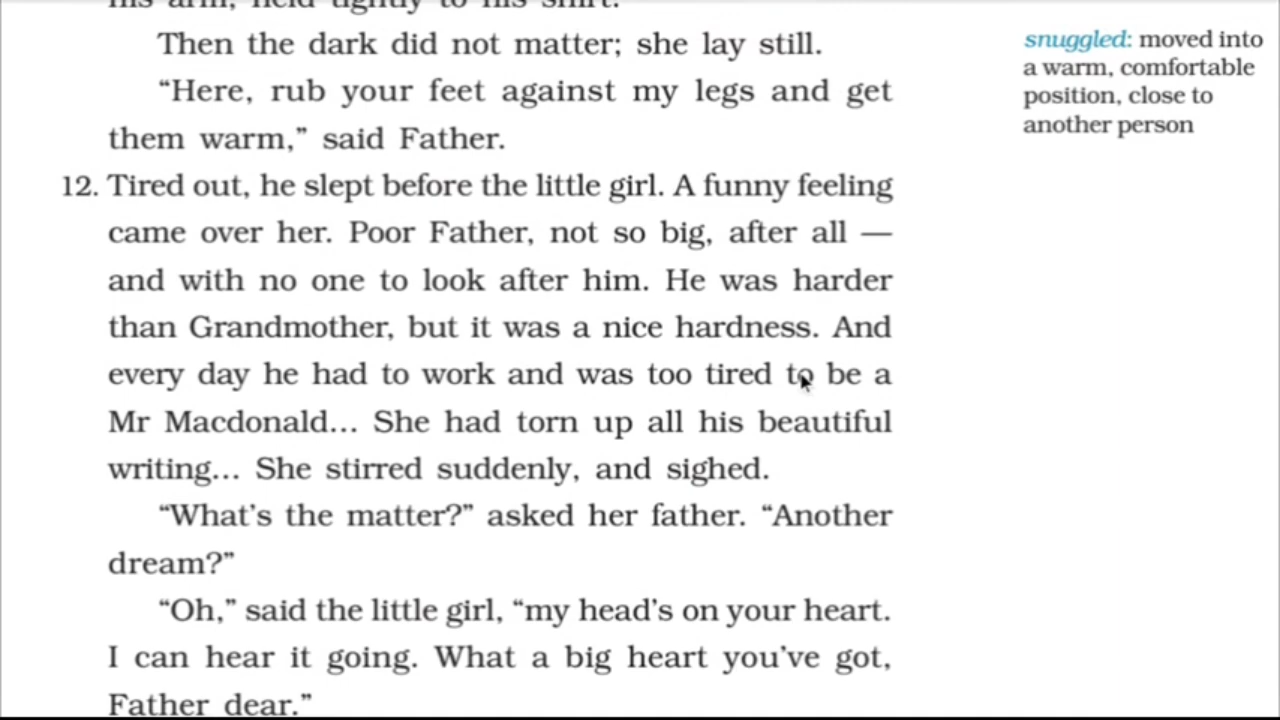 his arm, held tightly to his shirt.
Then the dark did not matter; she lay still.
“Here, rub your feet against my legs and get
them warm,” said Father.
12. Tired out, he slept before the little girl. A funny feeling
came over her. Poor Father, not so big, after all —
and with no one to look after him. He was harder
than Grandmother, but it was a nice hardness. And
every day he had to work and was too tired to be a
Mr Macdonald... She had torn up all his beautiful
writing... She stirred suddenly, and sighed.
“What’s the matter?” asked her father. “Another
dream?”
“Oh,” said the little girl, “my head’s on your heart.
I can hear it going. What a big heart you’ve got,
Father dear.”
snuggled: moved into
a warm, comfortable
position, close to
another person